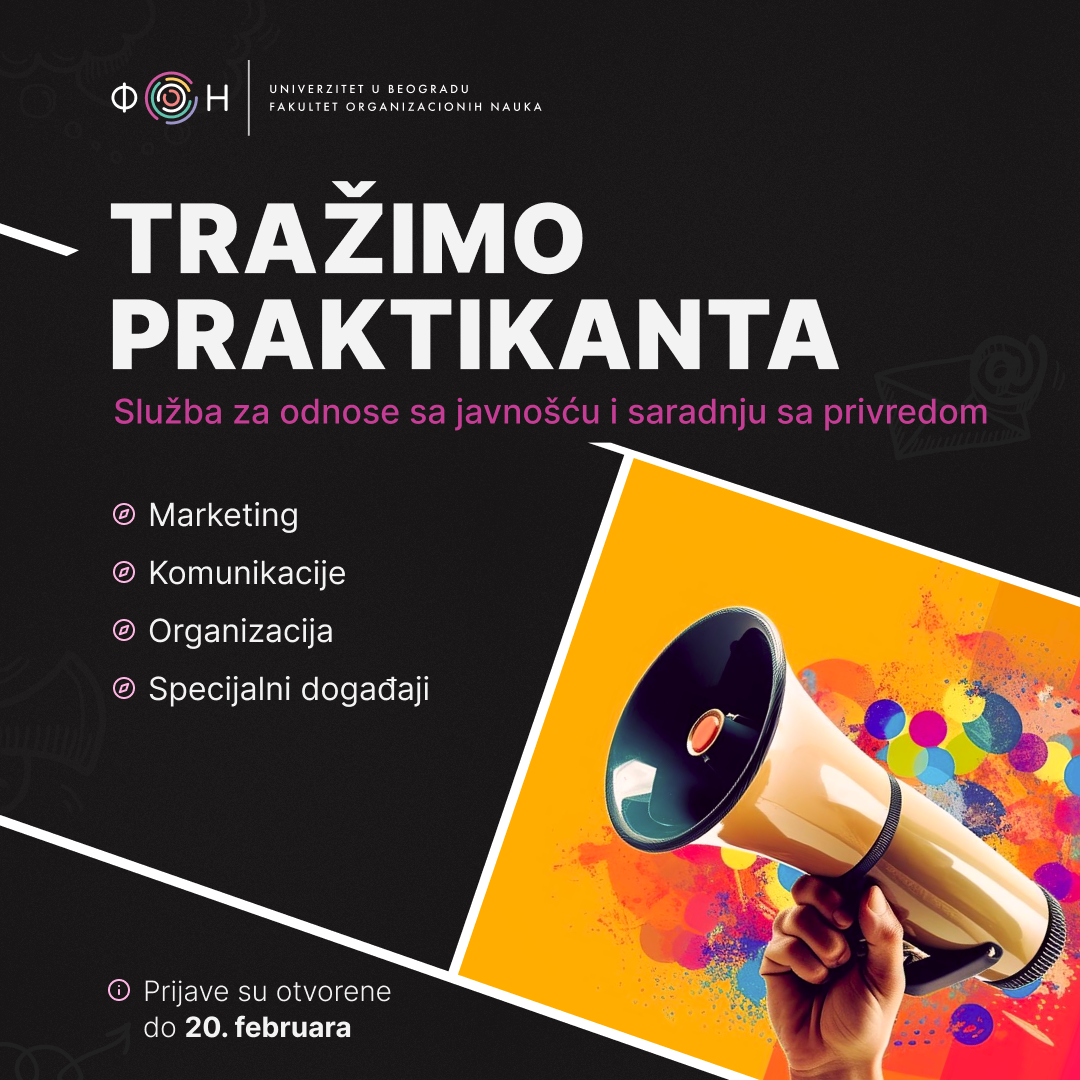 ФОН
UNIVERZITET U BEOGRADU
FAKULTET ORGANIZACIONIH NAUKA
TRAŽIMO
PRAKTIKANTA
Služba za odnose sa javnošću i saradnju sa privredom
Marketing
Komunikacije
Organizacija
Specijalni događaji
Prijave su otvorene
do 20. februara